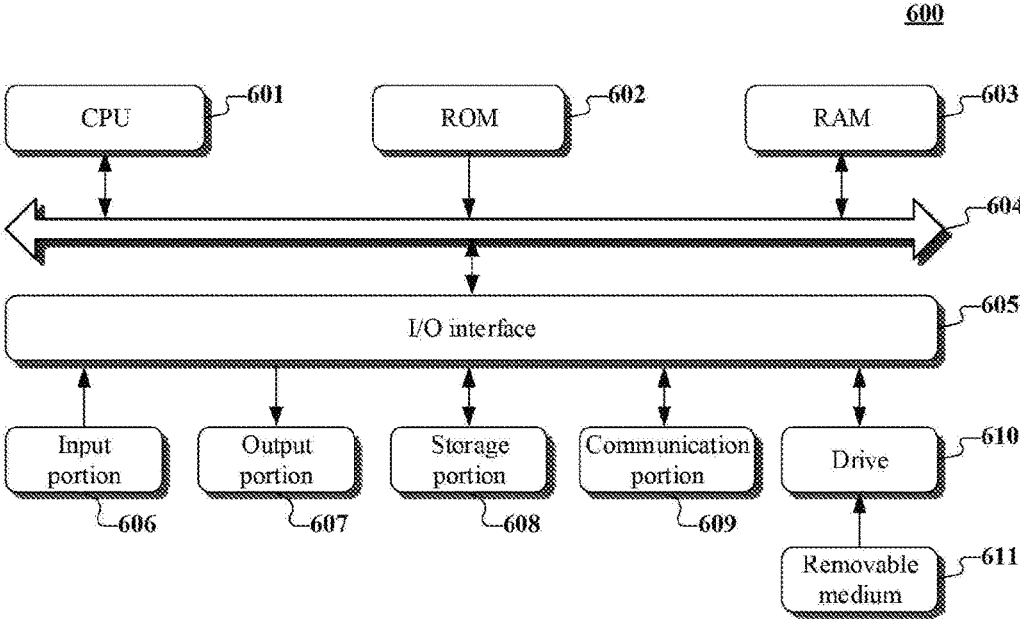 600
CPU
601
ROM
602
RAM
603
604
605
I/O interface
Input
portion
Output
portion
Storage
portion
Communication
portion
Drive
610
606
607
608
609
Removable
medium
611